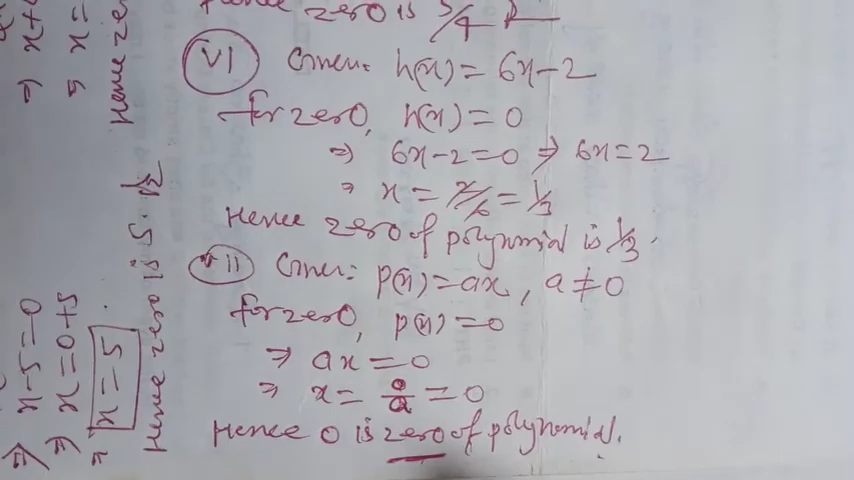 zero is 3/4
VI Given: h(x) = 6x-2
for zero, h(x) = 0
⇒ 6x-2=0 ⇒ 6x=2
⇒ x = 2/6 = 1/3
Hence zero of polynomial is 1/3.
vii Given: p(x)=ax, a≠0
for zero, p(x)=0
⇒ ax=0
⇒ x = 0/a = 0
Hence 0 is zero of polynomial.
⇒ x
⇒ x=
Hence zero
⇒ x-5=0
⇒ x=0+5
⇒ x=5.
Hence zero is 5.